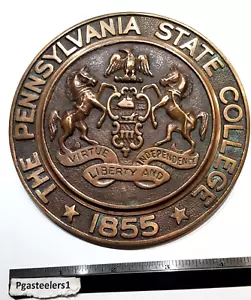 THE PENNSYLVANIA STATE COLLEGE
VIRTUE
INDEPENDENCE
LIBERTY AND
★ 1855 ★
Pgasteelers1